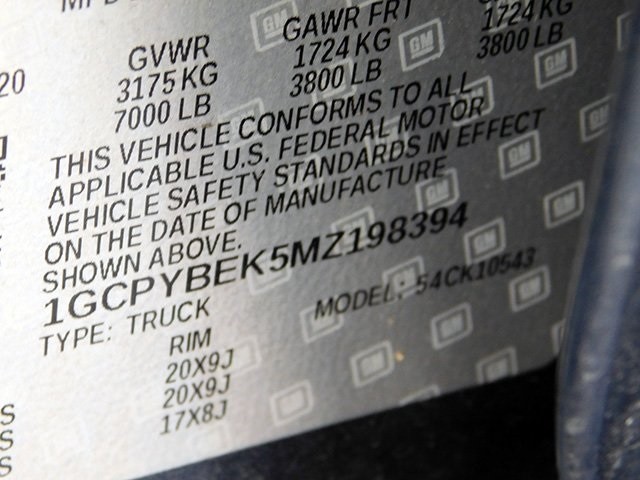 GVWR GAWR FRT
3175 KG 1724 KG 1724 KG
7000 LB 3800 LB 3800 LB
THIS VEHICLE CONFORMS TO ALL
APPLICABLE U.S. FEDERAL MOTOR
VEHICLE SAFETY STANDARDS IN EFFECT
ON THE DATE OF MANUFACTURE
SHOWN ABOVE.
1GCPYBEK5MZ198394
TYPE: TRUCK MODEL: 54CK10543
RIM
20X9J
20X9J
17X8J